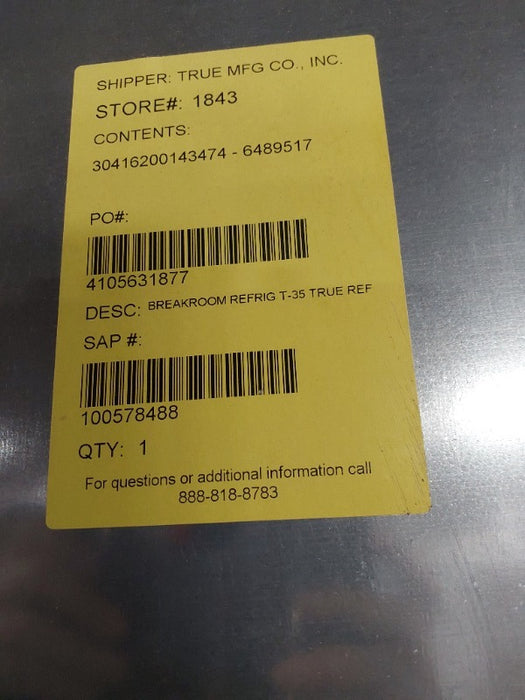 SHIPPER: TRUE MFG CO., INC.
STORE#: 1843
CONTENTS:
30416200143474 - 6489517
PO#:
4105631877
DESC: BREAKROOM REFRIG T-35 TRUE REF
SAP #:
100578488
QTY: 1
For questions or additional information call
888-818-8783